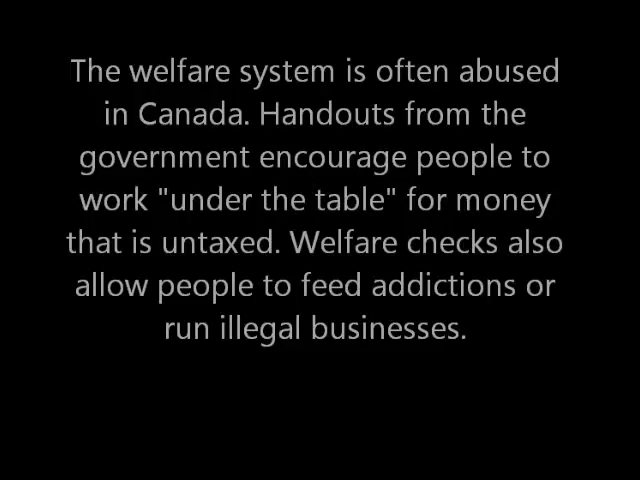 The welfare system is often abused
in Canada. Handouts from the
government encourage people to
work "under the table" for money
that is untaxed. Welfare checks also
allow people to feed addictions or
run illegal businesses.